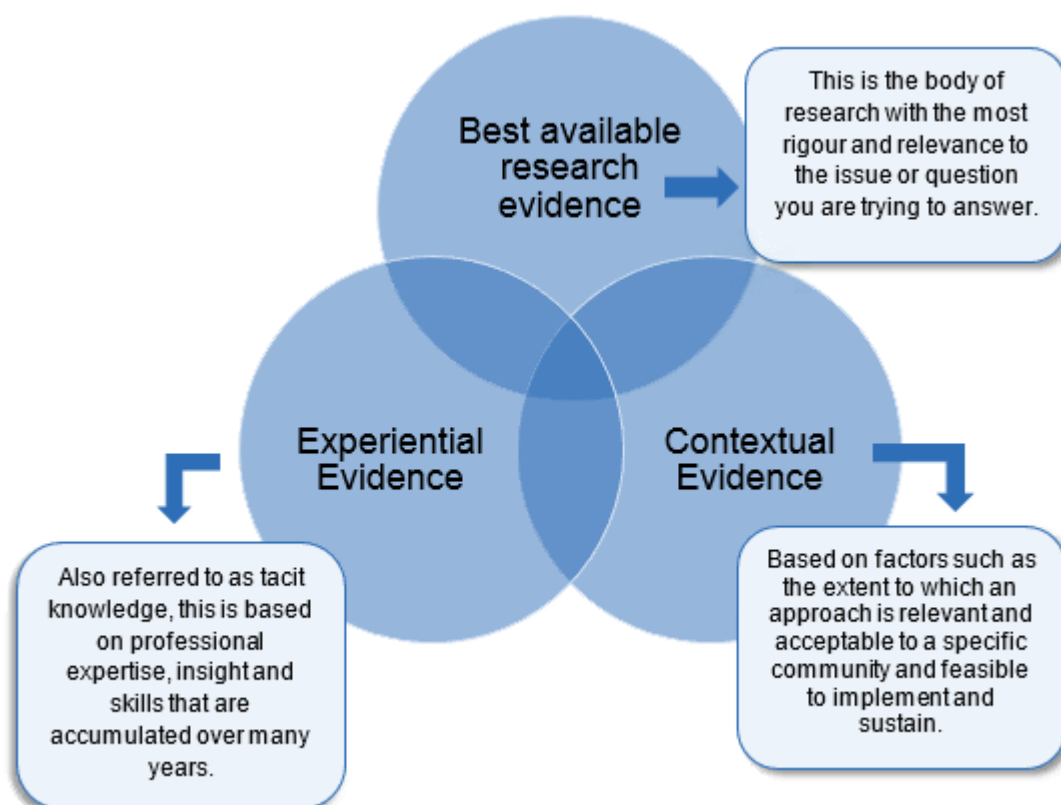 Best available
research
evidence
This is the body of
research with the most
rigour and relevance to
the issue or question
you are trying to answer.
Experiential
Evidence
Contextual
Evidence
Also referred to as tacit
knowledge, this is based
on professional
expertise, insight and
skills that are
accumulated over many
years.
Based on factors such as
the extent to which an
approach is relevant and
acceptable to a specific
community and feasible
to implement and
sustain.